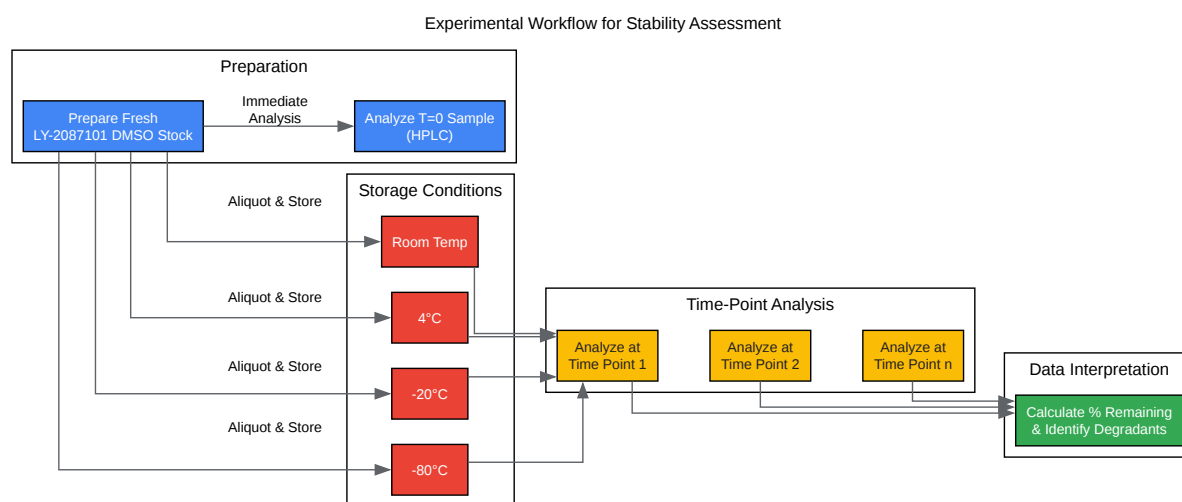 Experimental Workflow for Stability Assessment
Preparation
Prepare Fresh
LY-2087101 DMSO Stock
Immediate
Analysis
Analyze T=0 Sample
(HPLC)
Storage Conditions
Aliquot & Store
Room Temp
Aliquot & Store
4°C
Aliquot & Store
-20°C
Aliquot & Store
-80°C
Time-Point Analysis
Analyze at
Time Point 1
Analyze at
Time Point 2
Analyze at
Time Point n
Data Interpretation
Calculate % Remaining
& Identify Degradants